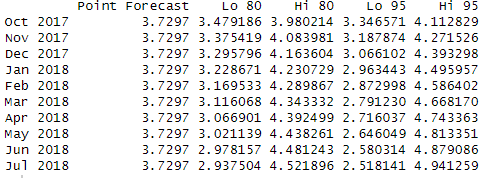 Point Forecast Lo 80 Hi 80 Lo 95 Hi 95
Oct 2017 3.7297 3.479186 3.980214 3.346571 4.112829
Nov 2017 3.7297 3.375419 4.083981 3.187874 4.271526
Dec 2017 3.7297 3.295796 4.163604 3.066102 4.393298
Jan 2018 3.7297 3.228671 4.230729 2.963443 4.495957
Feb 2018 3.7297 3.169533 4.289867 2.872998 4.586402
Mar 2018 3.7297 3.116068 4.343332 2.791230 4.668170
Apr 2018 3.7297 3.066901 4.392499 2.716037 4.743363
May 2018 3.7297 3.021139 4.438261 2.646049 4.813351
Jun 2018 3.7297 2.978157 4.481243 2.580314 4.879086
Jul 2018 3.7297 2.937504 4.521896 2.518141 4.941259